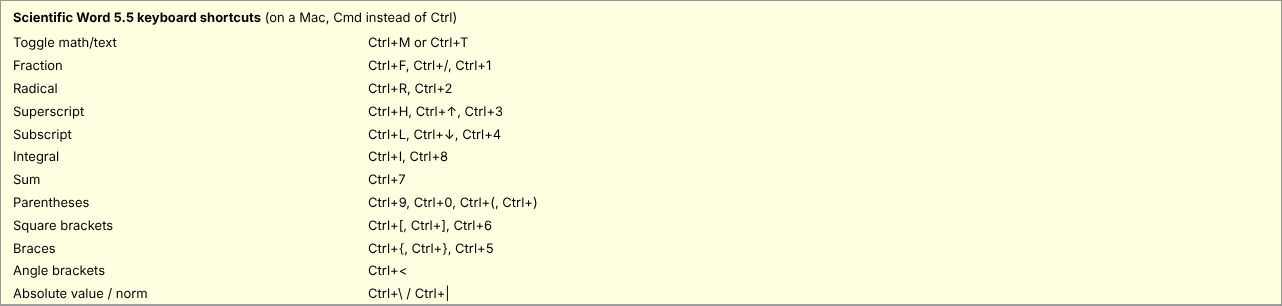 Scientific Word 5.5 keyboard shortcuts (on a Mac, Cmd instead of Ctrl)
Toggle math/text Ctrl+M or Ctrl+T
Fraction Ctrl+F, Ctrl+/, Ctrl+1
Radical Ctrl+R, Ctrl+2
Superscript Ctrl+H, Ctrl+↑, Ctrl+3
Subscript Ctrl+L, Ctrl+↓, Ctrl+4
Integral Ctrl+I, Ctrl+8
Sum Ctrl+7
Parentheses Ctrl+9, Ctrl+0, Ctrl+(, Ctrl+)
Square brackets Ctrl+[, Ctrl+], Ctrl+6
Braces Ctrl+{, Ctrl+}, Ctrl+5
Angle brackets Ctrl+<
Absolute value / norm Ctrl+\ / Ctrl+|